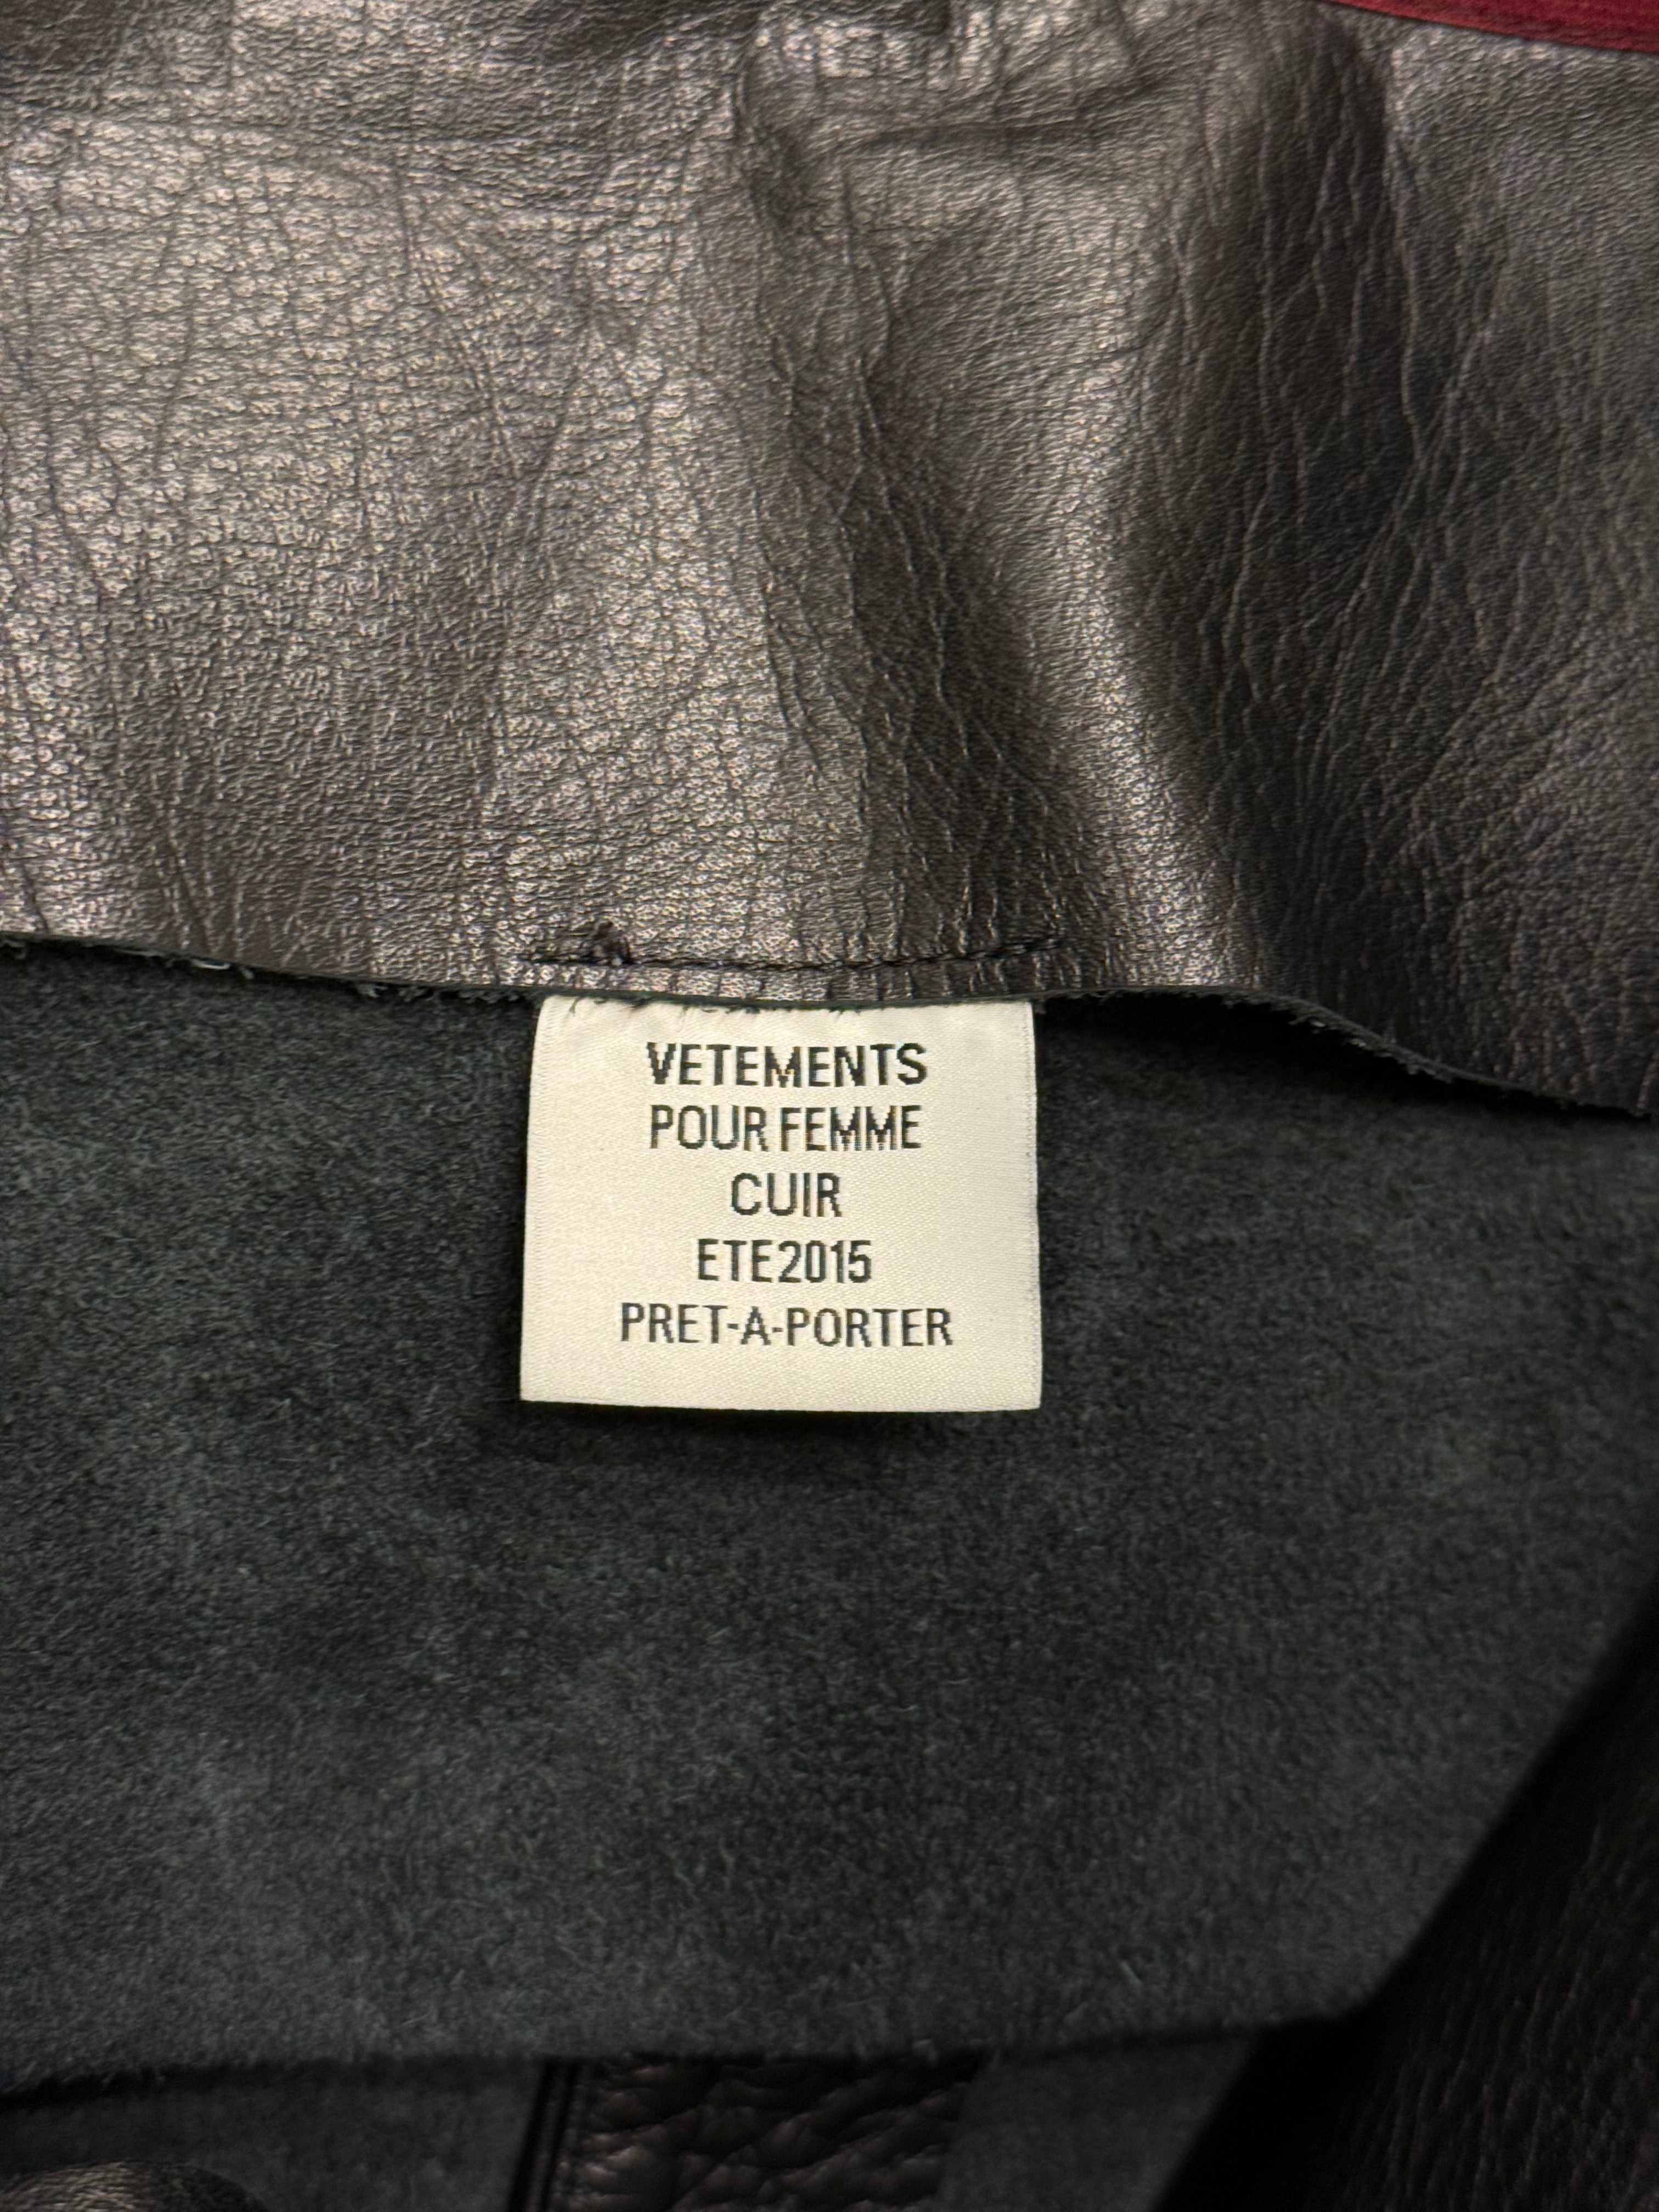 VETEMENTS
POUR FEMME
CUIR
ETE2015
PRET-A-PORTER